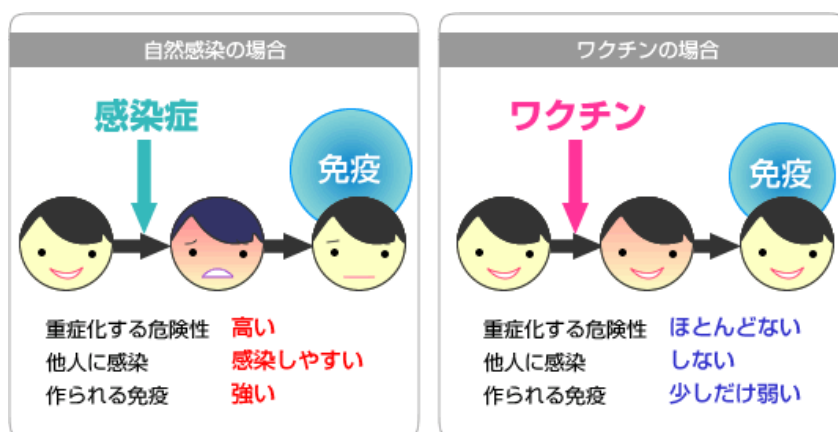 自然感染の場合
感染症
免疫
重症化する危険性 高い
他人に感染 感染しやすい
作られる免疫 強い
ワクチンの場合
ワクチン
免疫
重症化する危険性 ほとんどない
他人に感染 しない
作られる免疫 少しだけ弱い